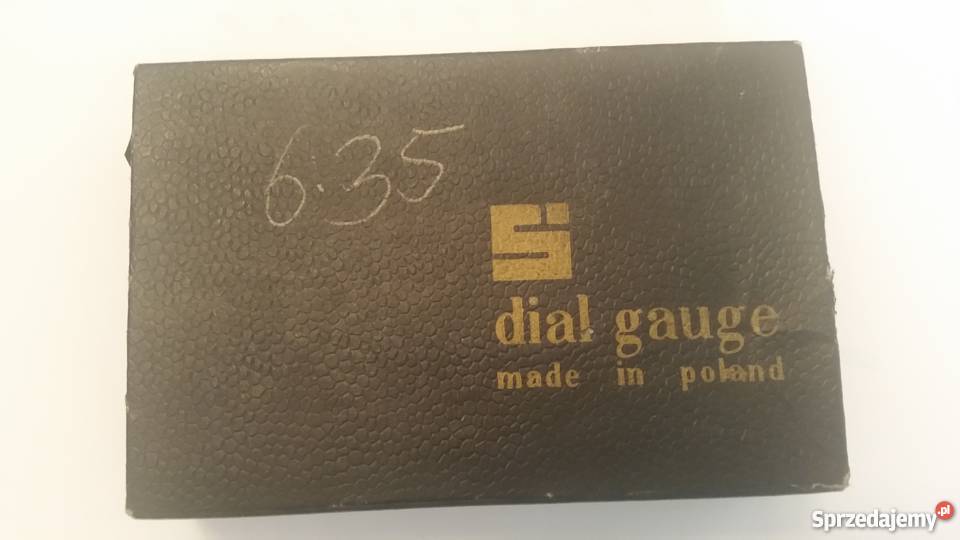 6.35
dial gauge
made in poland
Sprzedajemy.pl